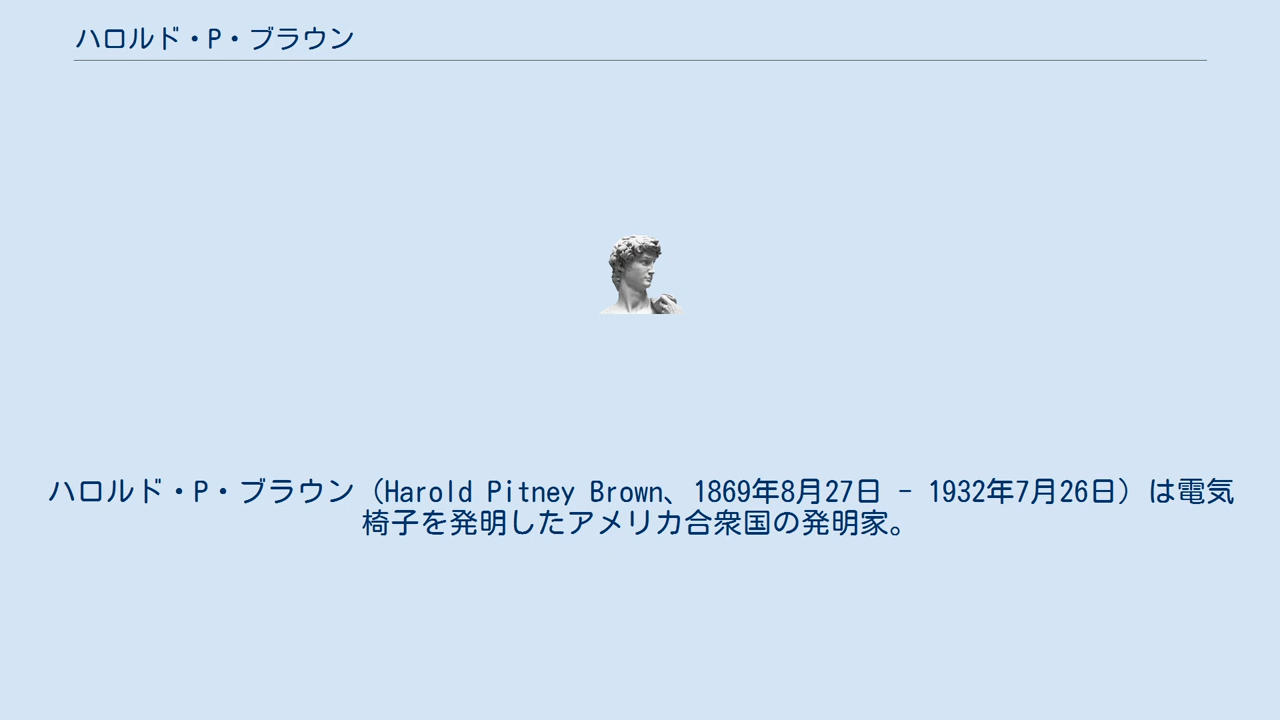 ハロルド・P・ブラウン
ハロルド・P・ブラウン（Harold Pitney Brown、1869年8月27日 - 1932年7月26日）は電気
椅子を発明したアメリカ合衆国の発明家。